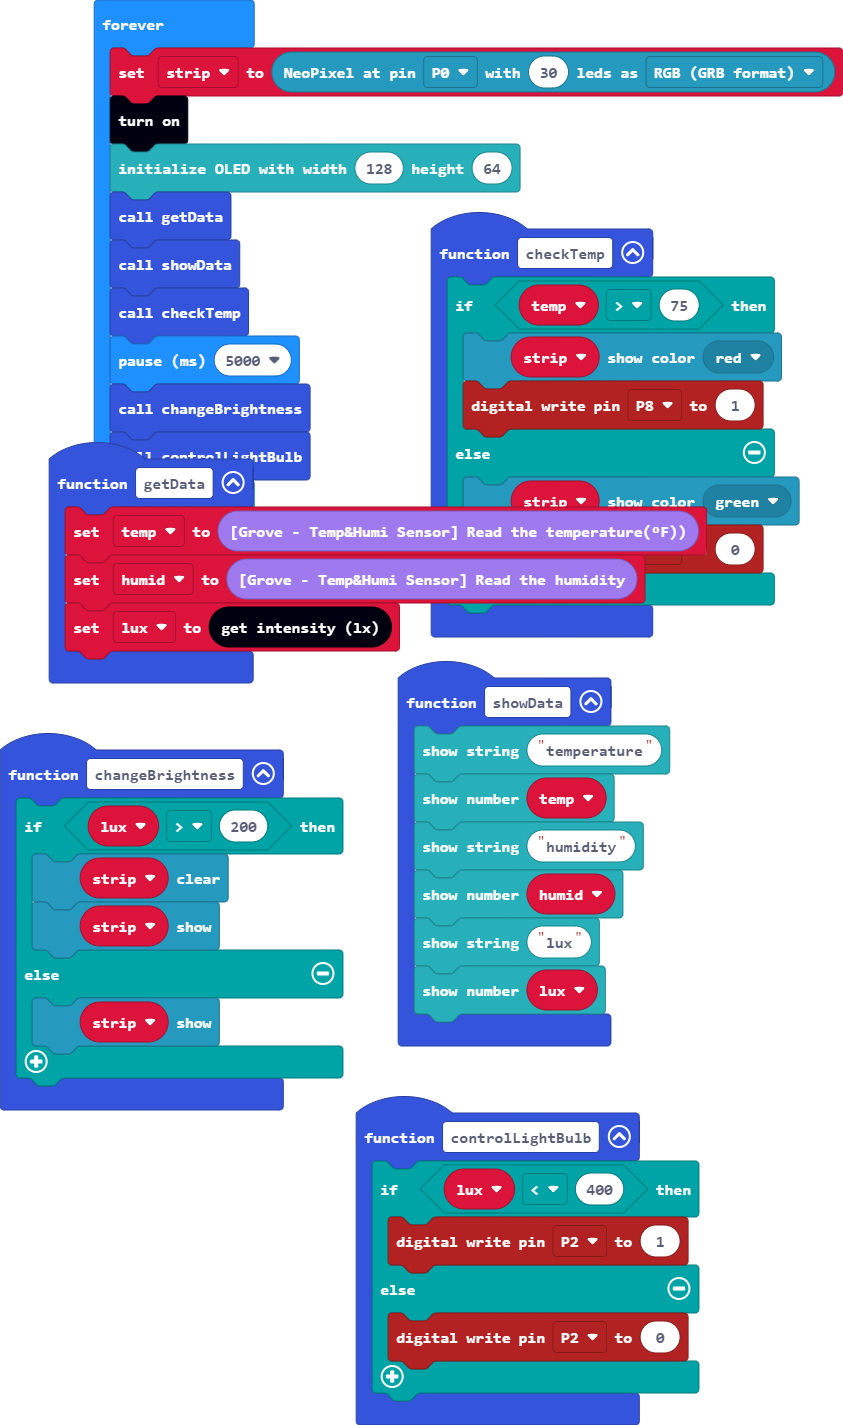 forever
set strip to NeoPixel at pin P0 with 30 leds as RGB (GRB format)
turn on
initialize OLED with width 128 height 64
call getData
call showData
call checkTemp
pause (ms) 5000
call changeBrightness
controlLightBulb
function checkTemp
if temp > 75 then
strip show color red
digital write pin P8 to 1
else
strip show color green
0
function getData
set temp to [Grove - Temp&Humi Sensor] Read the temperature(°F))
set humid to [Grove - Temp&Humi Sensor] Read the humidity
set lux to get intensity (lx)
function showData
show string "temperature"
show number temp
show string "humidity"
show number humid
show string "lux"
show number lux
function changeBrightness
if lux > 200 then
strip clear
strip show
else
strip show
function controlLightBulb
if lux < 400 then
digital write pin P2 to 1
else
digital write pin P2 to 0